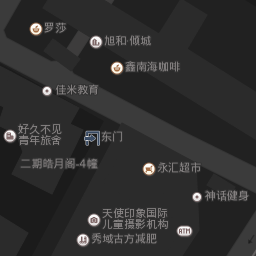 罗莎
旭和·倾城
鑫南海咖啡
佳米教育
好久不见
青年旅舍
东门
二期皓月阁-4幢
永汇超市
神话健身
天使印象国际
儿童摄影机构
ATM
秀域古方减肥